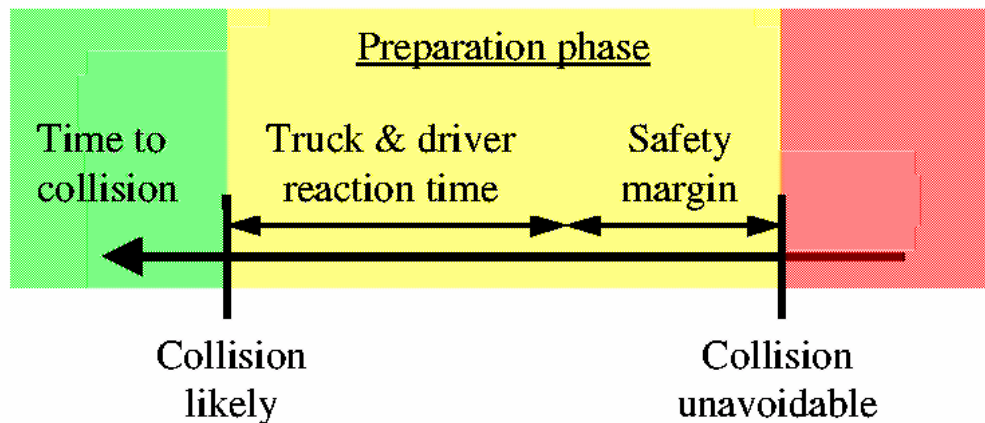 Preparation phase
Time to
collision
Truck & driver
reaction time
Safety
margin
Collision
likely
Collision
unavoidable